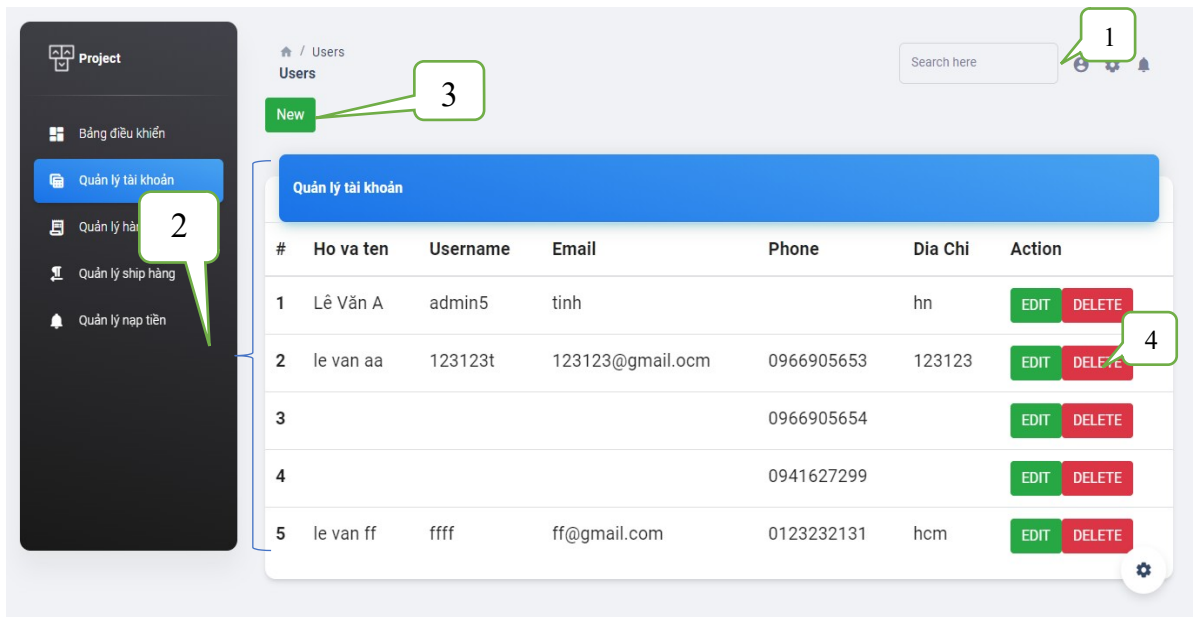 Project
/ Users
Users
Search here
1
New
3
Bảng điều khiển
Quản lý tài khoản
Quản lý
2
Quản lý ship hàng
Quản lý nạp tiền
Quản lý tài khoản
# Ho va ten Username Email Phone Dia Chi Action
1 Lê Văn A admin5 tinh hn EDIT DELETE
4
2 le van aa 123123t 123123@gmail.ocm 0966905653 123123 EDIT DELETE
3 0966905654 EDIT DELETE
4 0941627299 EDIT DELETE
5 le van ff ffff ff@gmail.com 0123232131 hcm EDIT DELETE